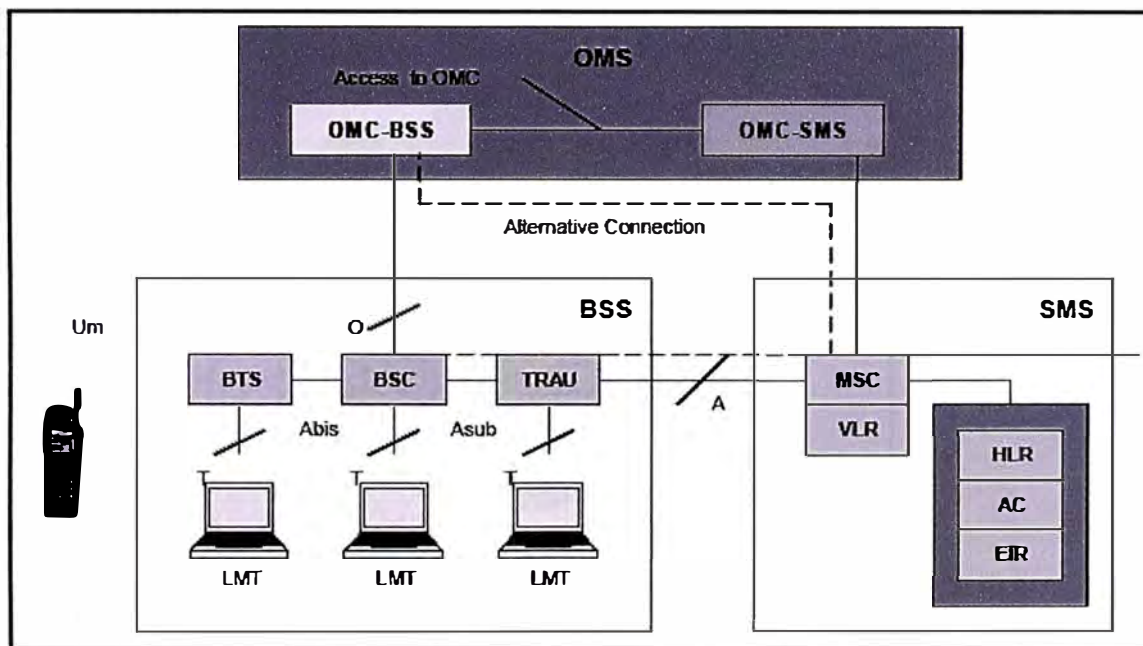 OMS
Access to OMC
OMC-BSS
OMC-SMS
Alternative Connection
BSS
SMS
Um
O
BTS
BSC
TRAU
MSC
A
VLR
Abis
Asub
HLR
T
T
T
AC
EIR
LMT
LMT
LMT